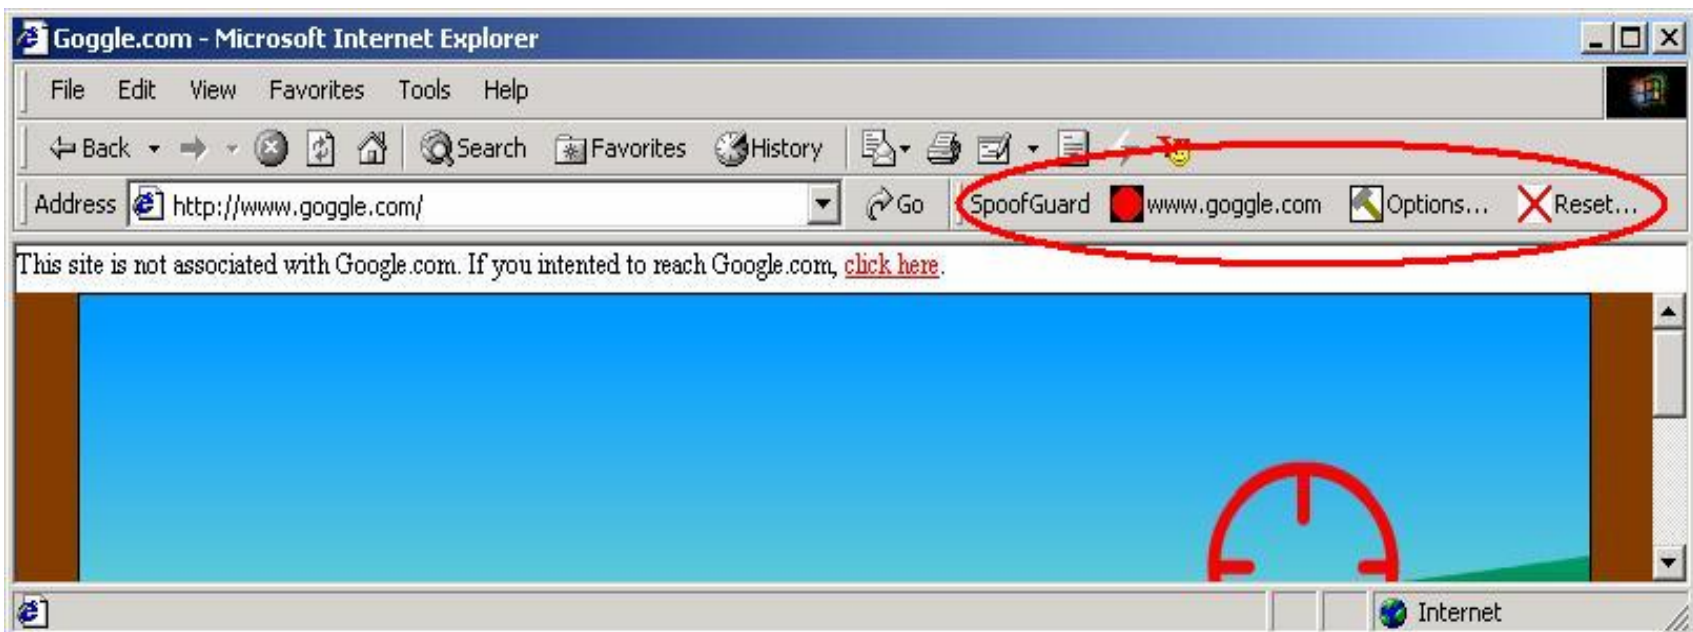 Goggle.com - Microsoft Internet Explorer
File Edit View Favorites Tools Help
Back Search Favorites History
Address http://www.goggle.com/ Go SpoofGuard www.goggle.com Options... Reset...
This site is not associated with Google.com. If you intented to reach Google.com, click here.
Internet